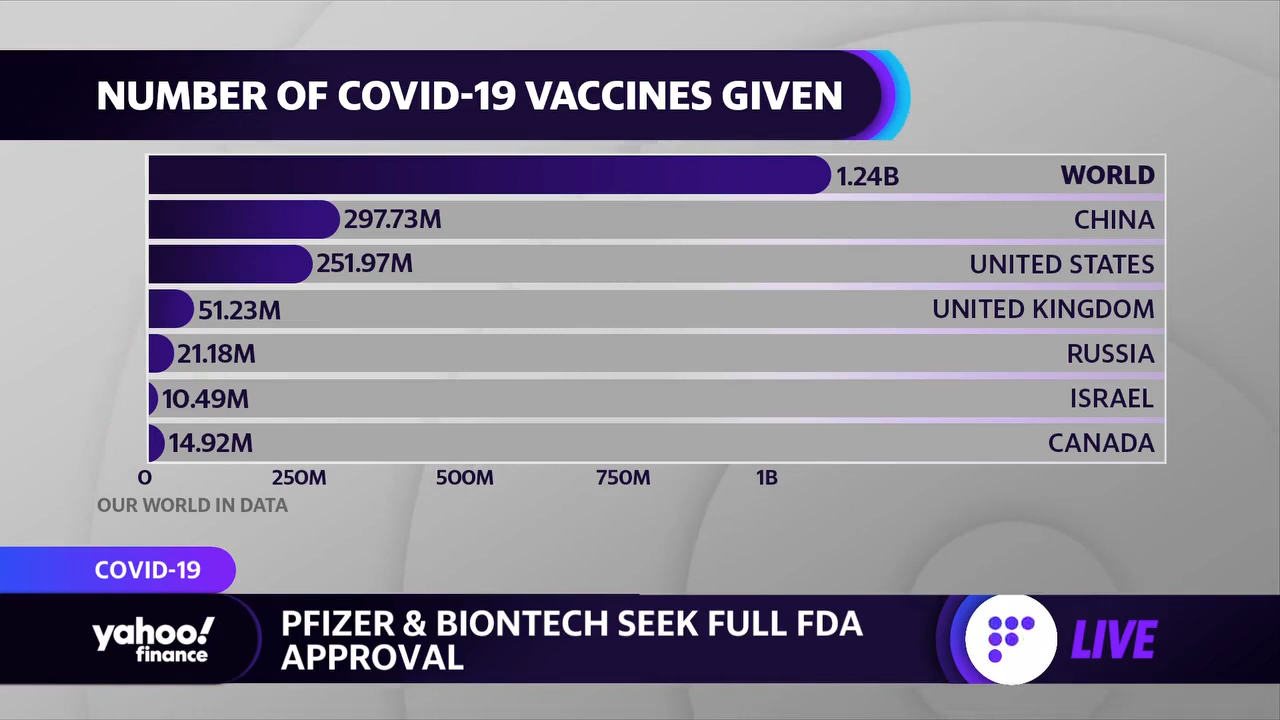 NUMBER OF COVID-19 VACCINES GIVEN
1.24B WORLD
297.73M CHINA
251.97M UNITED STATES
51.23M UNITED KINGDOM
21.18M RUSSIA
10.49M ISRAEL
14.92M CANADA
0 250M 500M 750M 1B
OUR WORLD IN DATA
COVID-19
yahoo!
finance
PFIZER & BIONTECH SEEK FULL FDA
APPROVAL
LIVE